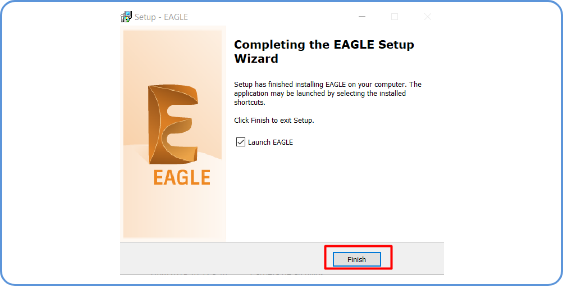 Setup - EAGLE
Completing the EAGLE Setup
Wizard
Setup has finished installing EAGLE on your computer. The
application may be launched by selecting the installed
shortcuts.
Click Finish to exit Setup.
Launch EAGLE
EAGLE
Finish